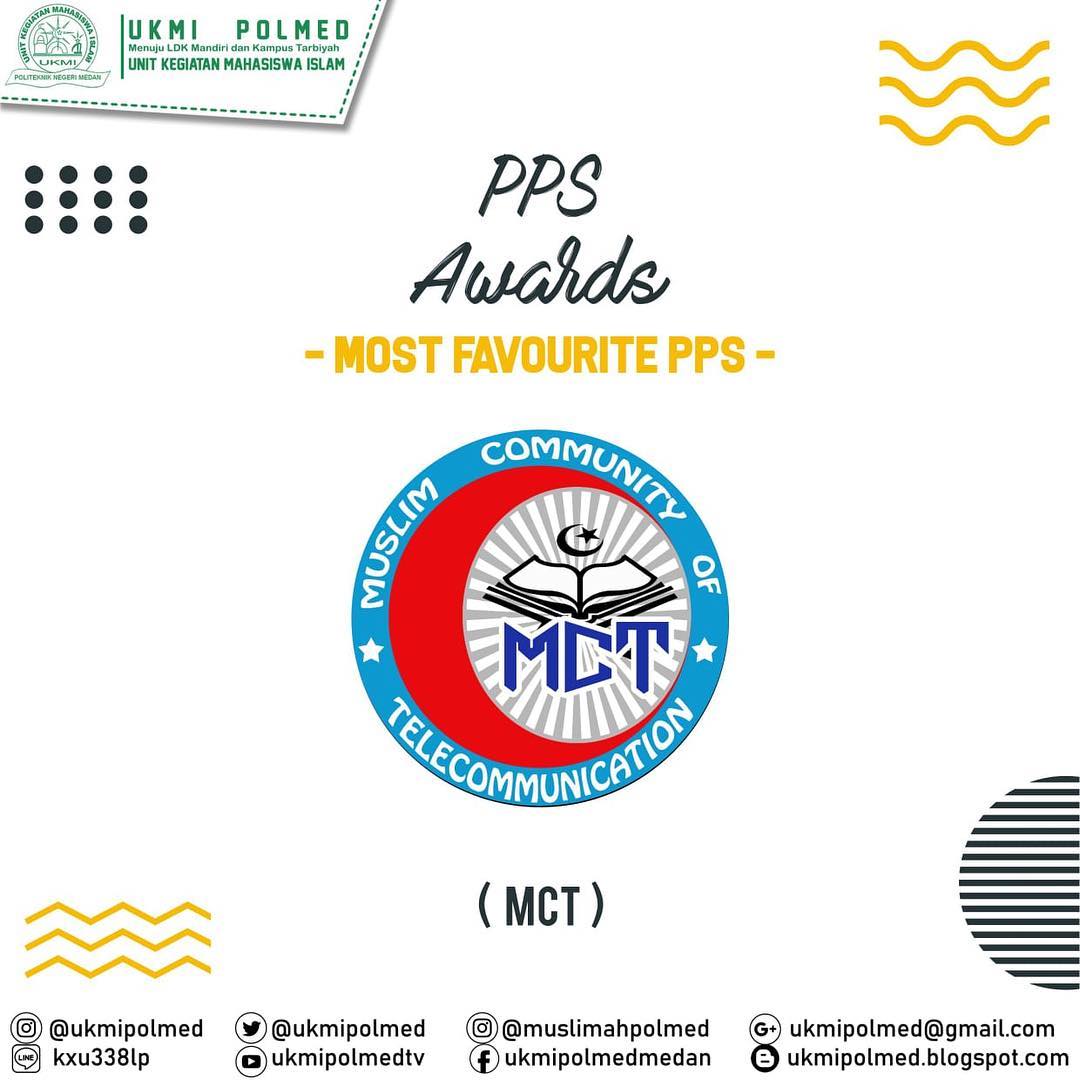 UNIT KEGIATAN MAHASISWA ISLAM
UKMI
POLITEKNIK NEGERI MEDAN
UKMI POLMED
Menuju LDK Mandiri dan Kampus Tarbiyah
UNIT KEGIATAN MAHASISWA ISLAM
PPS
Awards
- MOST FAVOURITE PPS -
MUSLIM COMMUNITY OF
MCT
TELECOMMUNICATION
( MCT )
@ukmipolmed
@ukmipolmed
@muslimahpolmed
ukmipolmed@gmail.com
LINE kxu338lp
ukmipolmedtv
ukmipolmedmedan
ukmipolmed.blogspot.com